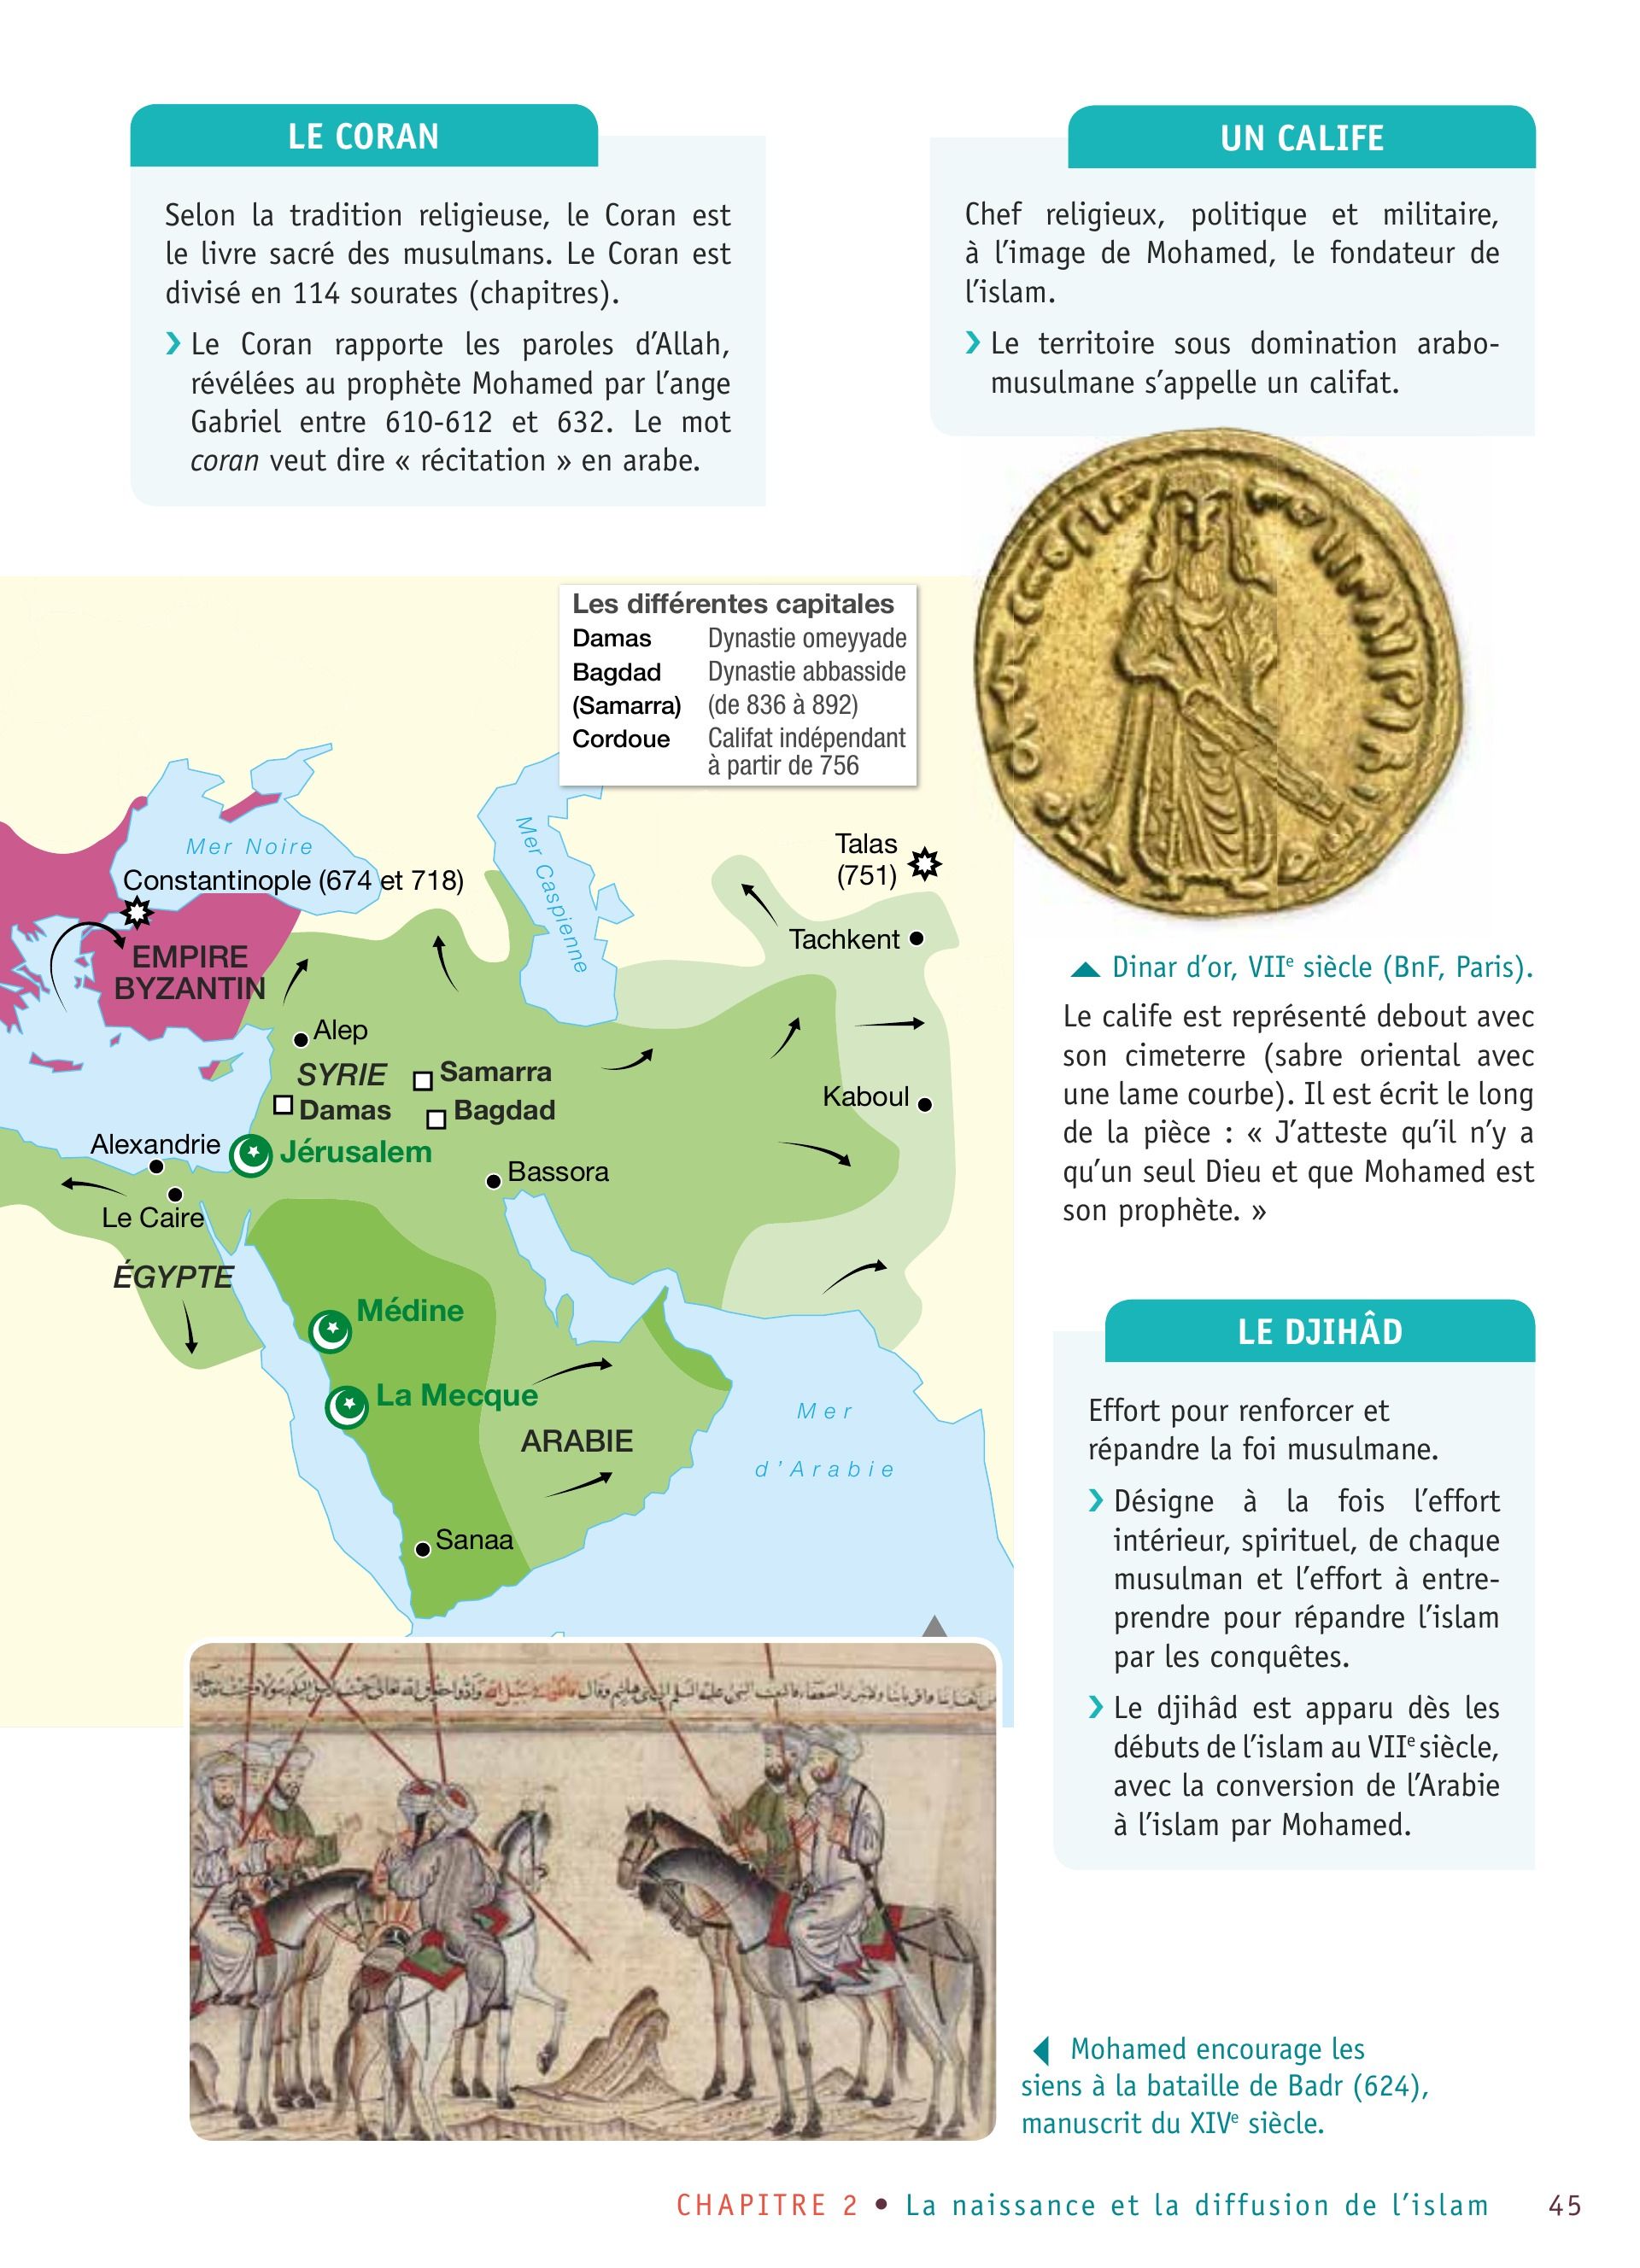 LE CORAN
Selon la tradition religieuse, le Coran est
le livre sacré des musulmans. Le Coran est
divisé en 114 sourates (chapitres).
› Le Coran rapporte les paroles d’Allah,
révélées au prophète Mohamed par l’ange
Gabriel entre 610-612 et 632. Le mot
coran veut dire « récitation » en arabe.
UN CALIFE
Chef religieux, politique et militaire,
à l’image de Mohamed, le fondateur de
l’islam.
› Le territoire sous domination arabo-
musulmane s’appelle un califat.
Les différentes capitales
Damas Dynastie omeyyade
Bagdad Dynastie abbasside
(Samarra) (de 836 à 892)
Cordoue Califat indépendant
à partir de 756
Mer Noire
Constantinople (674 et 718)
EMPIRE
BYZANTIN
Mer Caspienne
Talas
(751)
Tachkent
Alep
SYRIE
Samarra
Damas
Bagdad
Kaboul
Alexandrie
Jérusalem
Bassora
Le Caire
ÉGYPTE
Médine
La Mecque
ARABIE
Mer
d’Arabie
Sanaa
Dinar d’or, VIIe siècle (BnF, Paris).
Le calife est représenté debout avec
son cimeterre (sabre oriental avec
une lame courbe). Il est écrit le long
de la pièce : « J’atteste qu’il n’y a
qu’un seul Dieu et que Mohamed est
son prophète. »
LE DJIHÂD
Effort pour renforcer et
répandre la foi musulmane.
› Désigne à la fois l’effort
intérieur, spirituel, de chaque
musulman et l’effort à entre-
prendre pour répandre l’islam
par les conquêtes.
› Le djihâd est apparu dès les
débuts de l’islam au VIIe siècle,
avec la conversion de l’Arabie
à l’islam par Mohamed.
Mohamed encourage les
siens à la bataille de Badr (624),
manuscrit du XIVe siècle.
CHAPITRE 2 • La naissance et la diffusion de l’islam 45